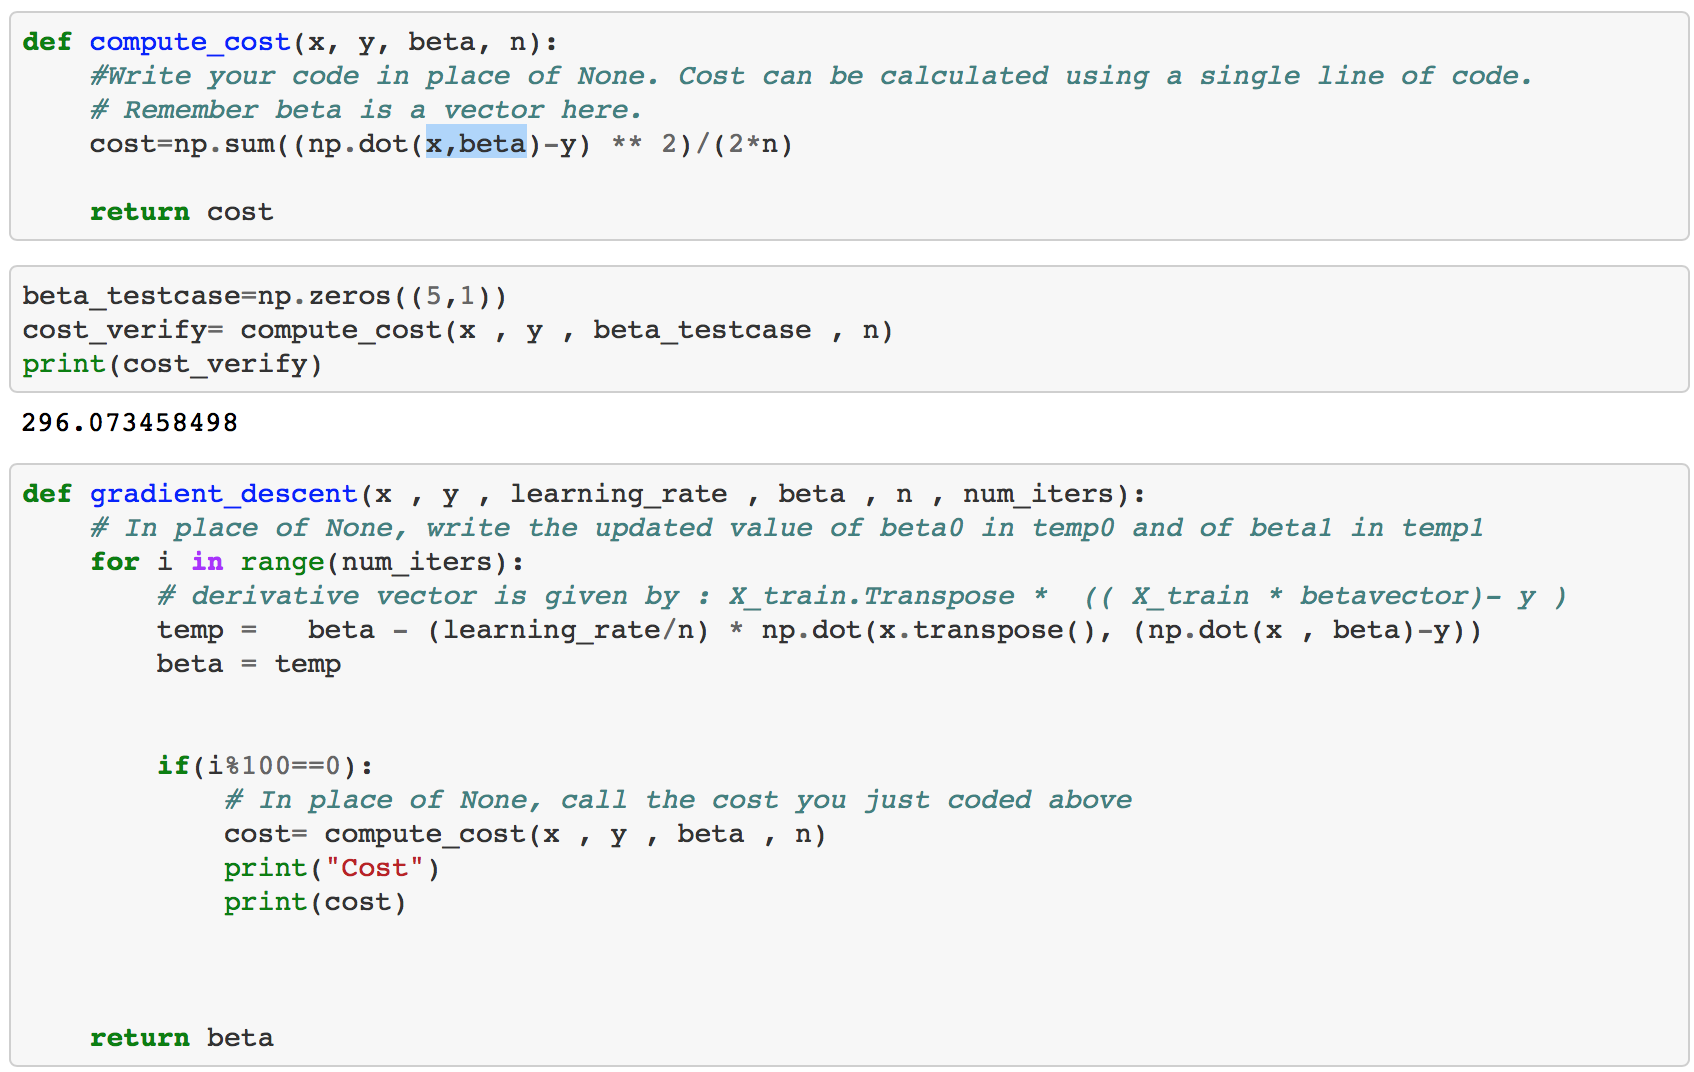 def compute_cost(x, y, beta, n):
    #Write your code in place of None. Cost can be calculated using a single line of code.
    # Remember beta is a vector here.
    cost=np.sum((np.dot(x,beta)-y) ** 2)/(2*n)
    return cost
beta_testcase=np.zeros((5,1))
cost_verify= compute_cost(x , y , beta_testcase , n)
print(cost_verify)
296.073458498
def gradient_descent(x , y , learning_rate , beta , n , num_iters):
    # In place of None, write the updated value of beta0 in temp0 and of beta1 in temp1
    for i in range(num_iters):
        # derivative vector is given by : X_train.Transpose *  (( X_train * betavector)- y )
        temp =   beta - (learning_rate/n) * np.dot(x.transpose(), (np.dot(x , beta)-y))
        beta = temp
        if(i%100==0):
            # In place of None, call the cost you just coded above
            cost= compute_cost(x , y , beta , n)
            print("Cost")
            print(cost)
    return beta